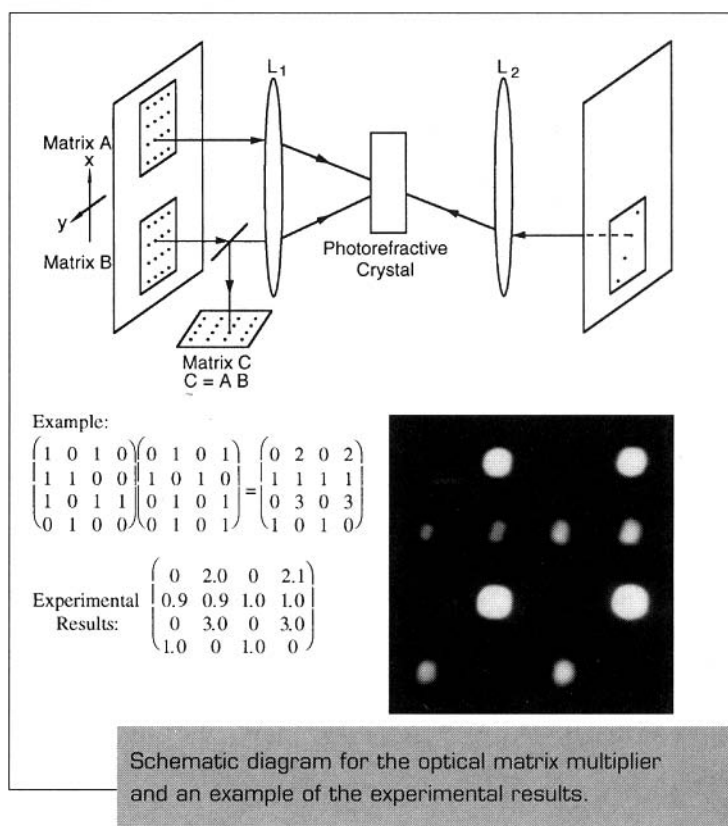 L1
L2
Matrix A
x
y
Matrix B
Photorefractive
Crystal
Matrix C
C = A B
Example:
1 0 1 0 0 1 0 1 0 2 0 2
1 1 0 0 1 0 1 0 1 1 1 1
1 0 1 1 0 1 0 1 = 0 3 0 3
0 1 0 0 0 1 0 1 1 0 1 0
0 2.0 0 2.1
Experimental 0.9 0.9 1.0 1.0
Results: 0 3.0 0 3.0
1.0 0 1.0 0
Schematic diagram for the optical matrix multiplier
and an example of the experimental results.